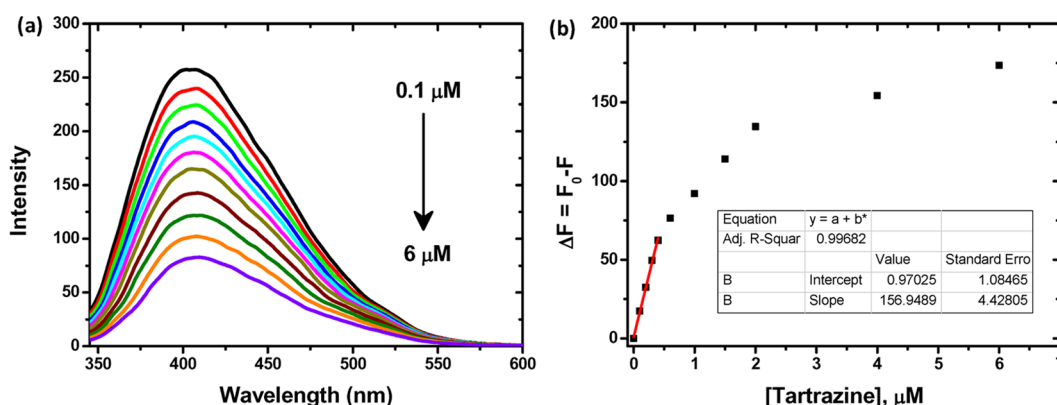 (a)
300
250
200
150
100
50
0
350 400 450 500 550 600
Intensity
Wavelength (nm)
0.1 μM
6 μM
(b)
200
150
100
50
0
0 1 2 3 4 5 6 7
ΔF = F₀-F
[Tartrazine], μM
Equation y = a + b*
Adj. R-Squar 0.99682
Value Standard Erro
B Intercept 0.97025 1.08465
B Slope 156.9489 4.42805